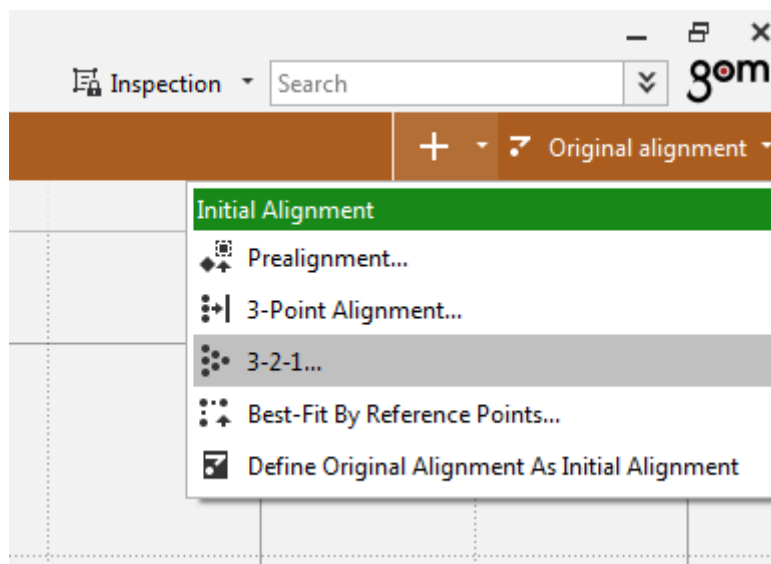 Inspection
Search
gom
Original alignment
Initial Alignment
Prealignment...
3-Point Alignment...
3-2-1...
Best-Fit By Reference Points...
Define Original Alignment As Initial Alignment